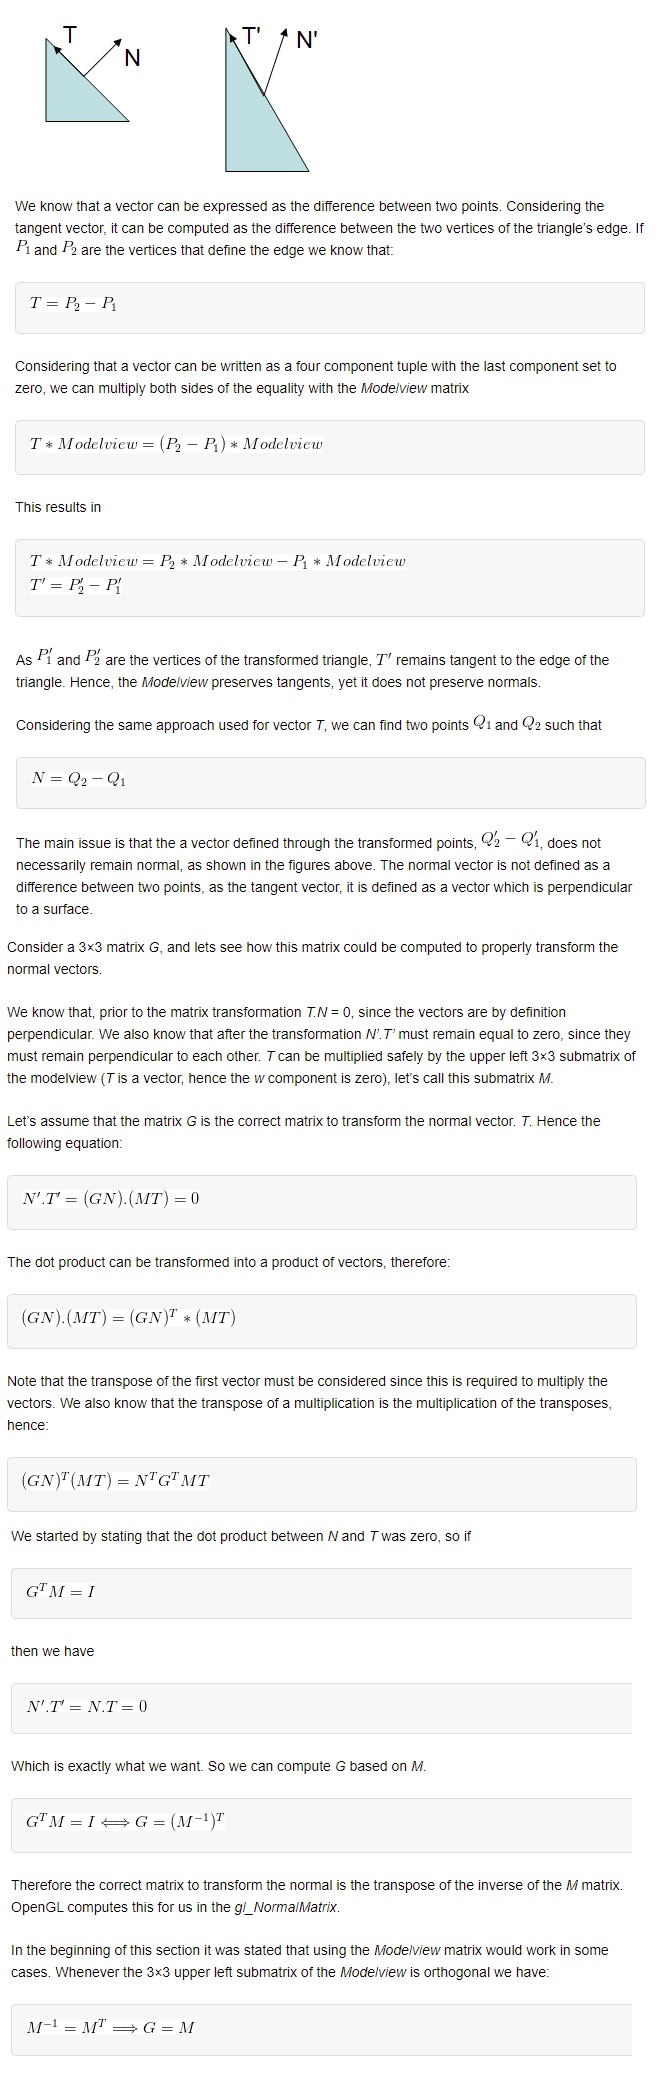 T
N
T'
N'
We know that a vector can be expressed as the difference between two points. Considering the
tangent vector, it can be computed as the difference between the two vertices of the triangle's edge. If
P₁ and P₂ are the vertices that define the edge we know that:
T = P₂ − P₁
Considering that a vector can be written as a four component tuple with the last component set to
zero, we can multiply both sides of the equality with the Modelview matrix
T * Modelview = (P₂ − P₁) * Modelview
This results in
T * Modelview = P₂ * Modelview − P₁ * Modelview
T′ = P₂′ − P₁′
As P₁′ and P₂′ are the vertices of the transformed triangle, T′ remains tangent to the edge of the
triangle. Hence, the Modelview preserves tangents, yet it does not preserve normals.
Considering the same approach used for vector T, we can find two points Q₁ and Q₂ such that
N = Q₂ − Q₁
The main issue is that the a vector defined through the transformed points, Q₂′ − Q₁′, does not
necessarily remain normal, as shown in the figures above. The normal vector is not defined as a
difference between two points, as the tangent vector, it is defined as a vector which is perpendicular
to a surface.
Consider a 3×3 matrix G, and lets see how this matrix could be computed to properly transform the
normal vectors.
We know that, prior to the matrix transformation T.N = 0, since the vectors are by definition
perpendicular. We also know that after the transformation N'.T' must remain equal to zero, since they
must remain perpendicular to each other. T can be multiplied safely by the upper left 3×3 submatrix of
the modelview (T is a vector, hence the w component is zero), let's call this submatrix M.
Let's assume that the matrix G is the correct matrix to transform the normal vector. T. Hence the
following equation:
N′.T′ = (GN).(MT) = 0
The dot product can be transformed into a product of vectors, therefore:
(GN).(MT) = (GN)ᵀ * (MT)
Note that the transpose of the first vector must be considered since this is required to multiply the
vectors. We also know that the transpose of a multiplication is the multiplication of the transposes,
hence:
(GN)ᵀ(MT) = NᵀGᵀMT
We started by stating that the dot product between N and T was zero, so if
GᵀM = I
then we have
N′.T′ = N.T = 0
Which is exactly what we want. So we can compute G based on M.
GᵀM = I ⟺ G = (M⁻¹)ᵀ
Therefore the correct matrix to transform the normal is the transpose of the inverse of the M matrix.
OpenGL computes this for us in the gl_NormalMatrix.
In the beginning of this section it was stated that using the Modelview matrix would work in some
cases. Whenever the 3×3 upper left submatrix of the Modelview is orthogonal we have:
M⁻¹ = Mᵀ ⟹ G = M